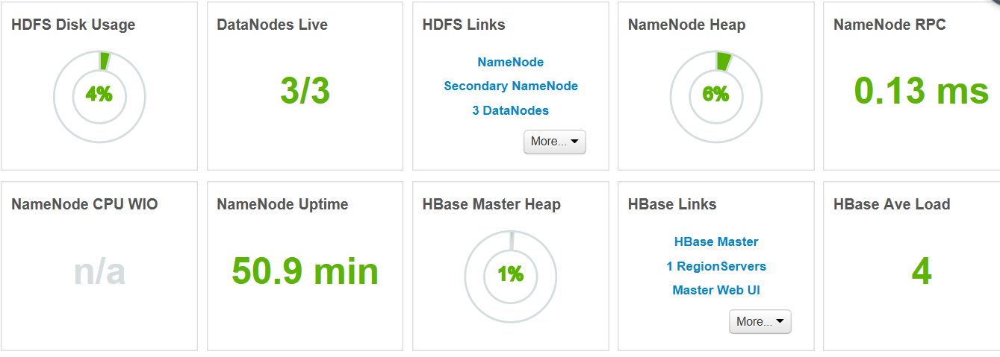 HDFS Disk Usage
4%
DataNodes Live
3/3
HDFS Links
NameNode
Secondary NameNode
3 DataNodes
More...
NameNode Heap
6%
NameNode RPC
0.13 ms
NameNode CPU WIO
n/a
NameNode Uptime
50.9 min
HBase Master Heap
1%
HBase Links
HBase Master
1 RegionServers
Master Web UI
More...
HBase Ave Load
4